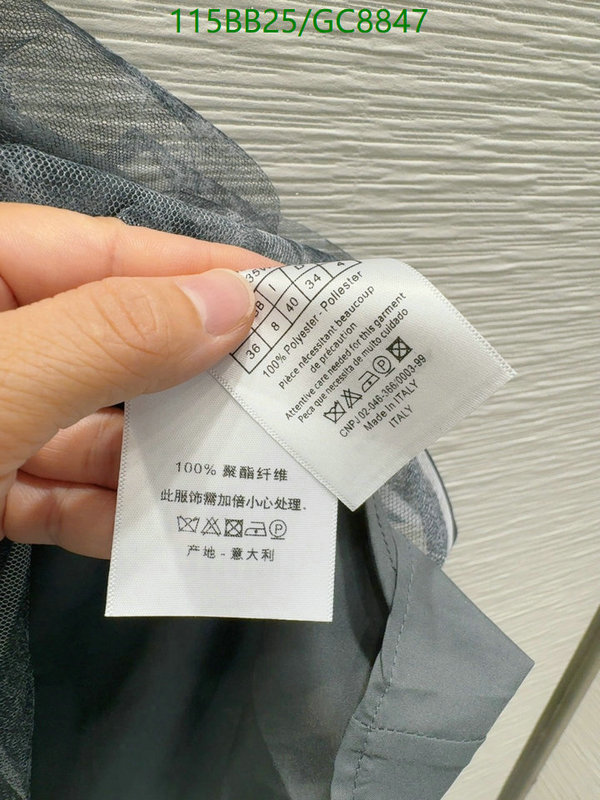 115BB25/GC8847
36 8 40 34
100% Polyester - Poliester
Pièce nécessitant beaucoup
de précaution
Attentive care needed for this garment
Peca que necessita de muito cuidado
CNPJ 02-046-366/0003-99
Made in ITALY
ITALY
100% 聚酯纤维
此服饰需加倍小心处理.
产地 - 意大利